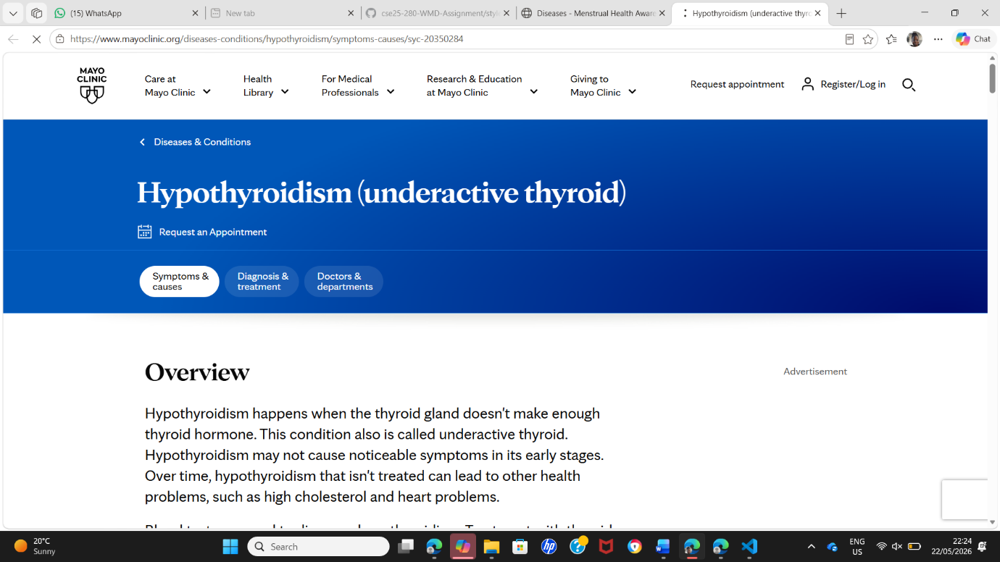 (15) WhatsApp
New tab
cse25-280-WMD-Assignment/style
Diseases - Menstrual Health Aware
Hypothyroidism (underactive thyro
https://www.mayoclinic.org/diseases-conditions/hypothyroidism/symptoms-causes/syc-20350284
Chat
MAYO
CLINIC
Care at
Mayo Clinic
Health
Library
For Medical
Professionals
Research & Education
at Mayo Clinic
Giving to
Mayo Clinic
Request appointment
Register/Log in
Diseases & Conditions
Hypothyroidism (underactive thyroid)
Request an Appointment
Symptoms &
causes
Diagnosis &
treatment
Doctors &
departments
Overview
Advertisement
Hypothyroidism happens when the thyroid gland doesn't make enough
thyroid hormone. This condition also is called underactive thyroid.
Hypothyroidism may not cause noticeable symptoms in its early stages.
Over time, hypothyroidism that isn't treated can lead to other health
problems, such as high cholesterol and heart problems.
20°C
Sunny
Search
ENG
US
22:24
22/05/2026